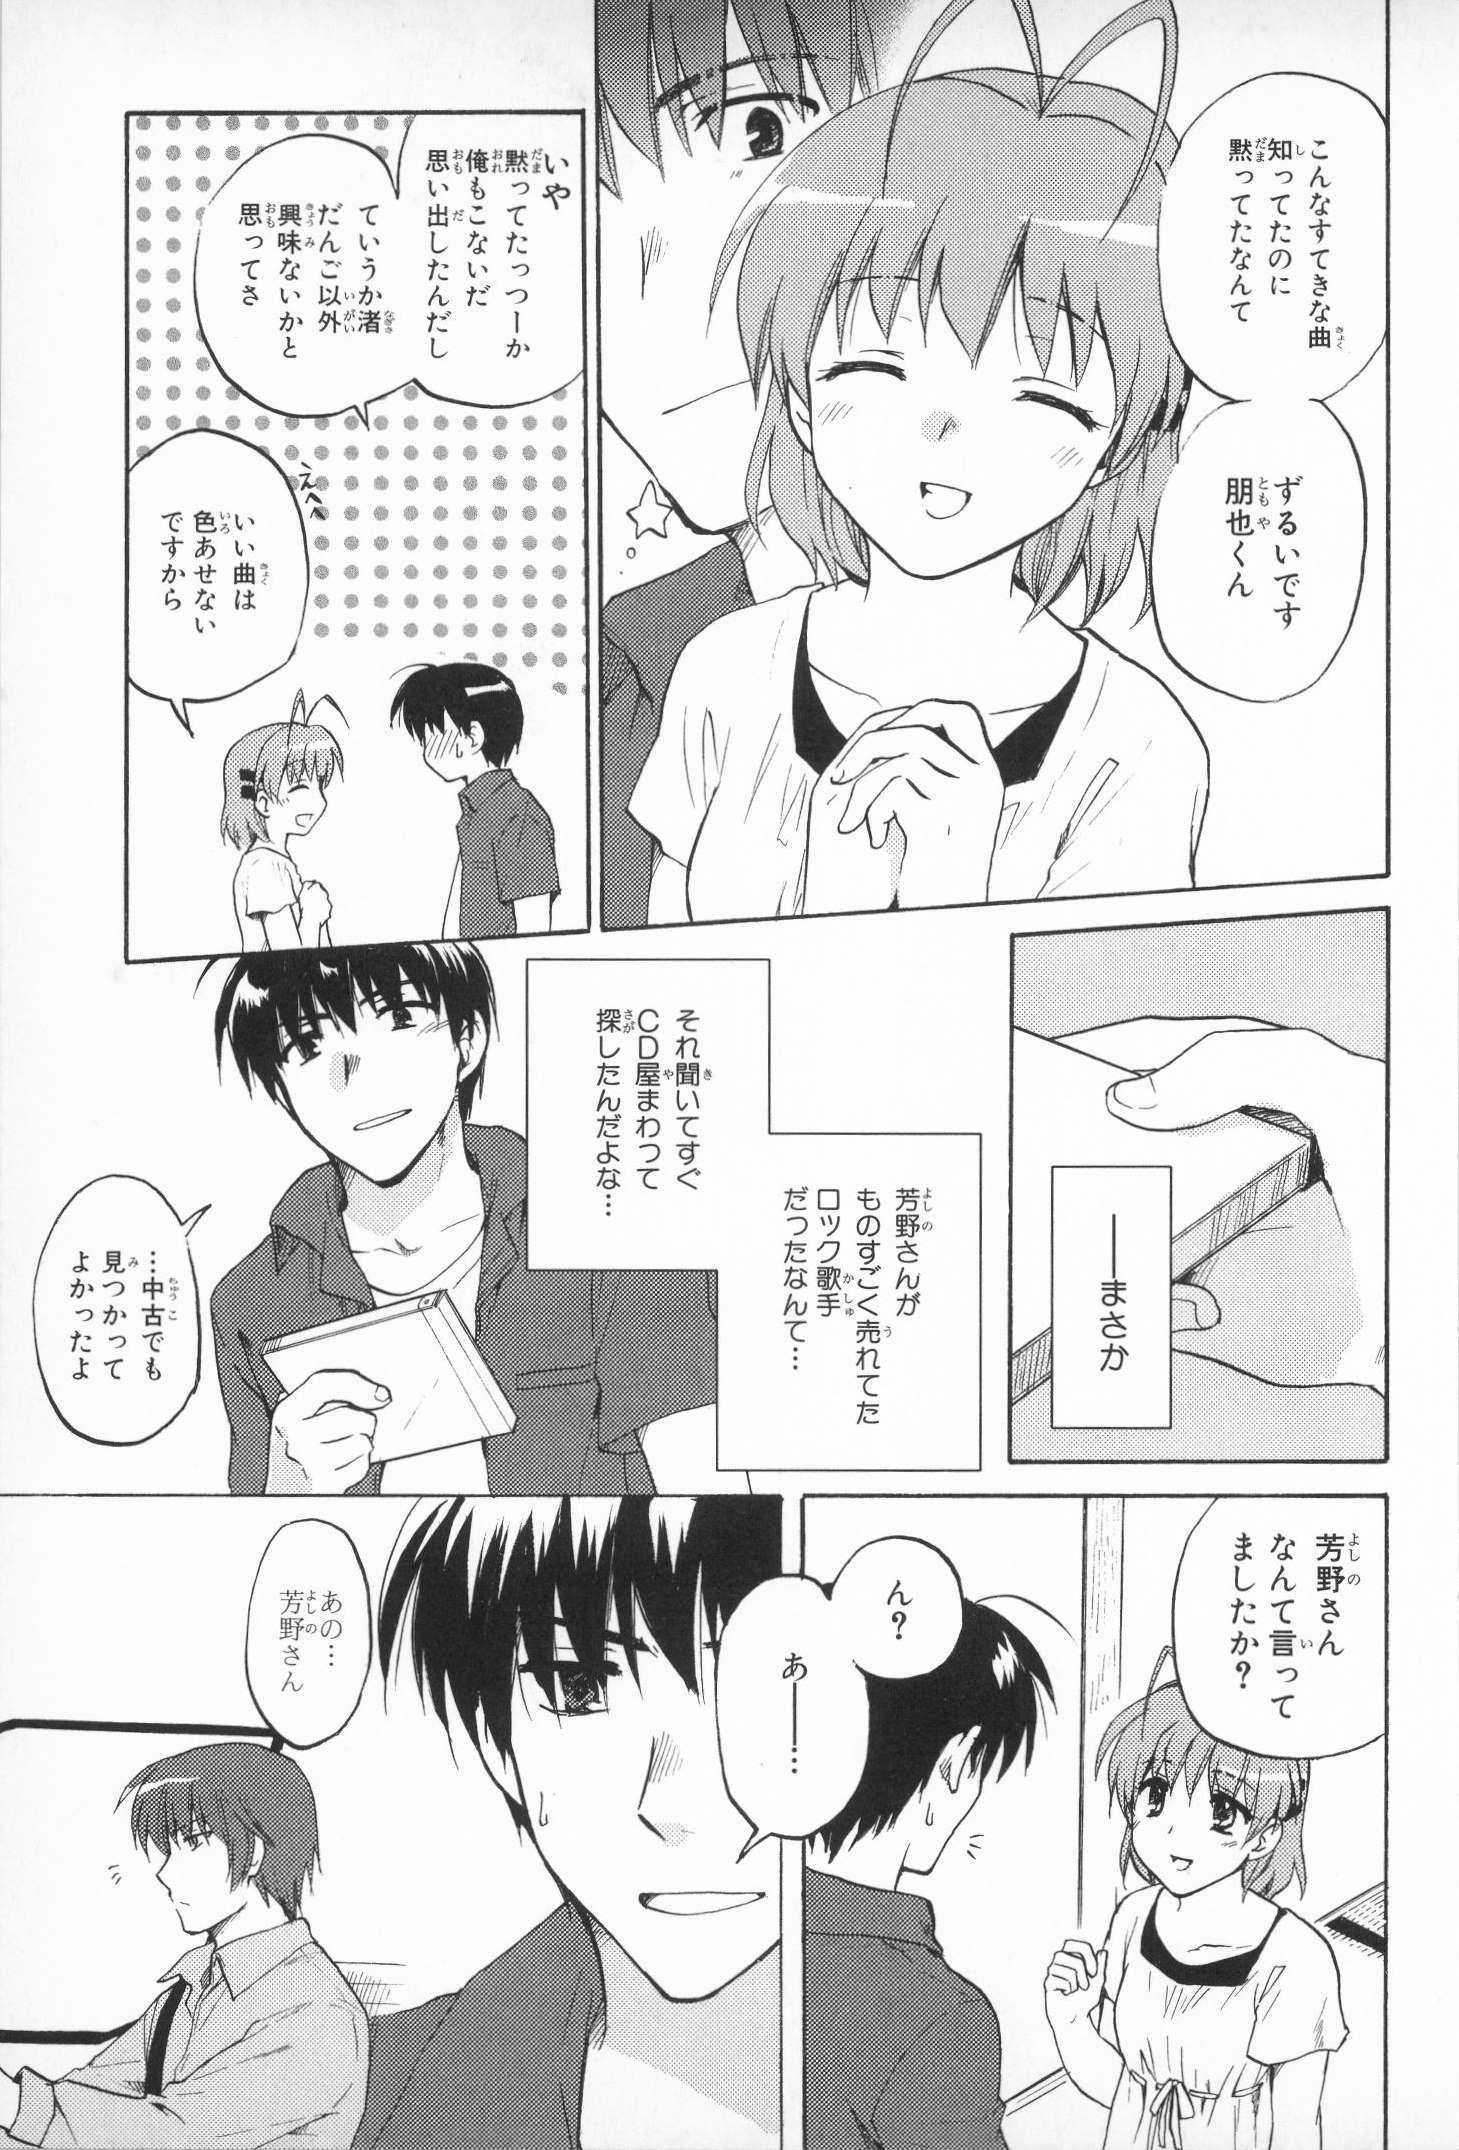 こんなすてきな曲
知ってたのに
黙ってたなんて
ずるいです
朋也くん
いや
黙ってたっつーか
俺もこないだ
思い出したんだし
ていうか渚
だんご以外
興味ないかと
思ってさ
えへへ
いい曲は
色あせない
ですから
――まさか
芳野さんが
ものすごく売れてた
ロック歌手
だったなんて…
それ聞いてすぐ
CD屋まわって
探したんだよな…
…中古でも
見つかって
よかったよ
芳野さん
なんて言って
ましたか?
ん?
あ――…
あの…
芳野さん